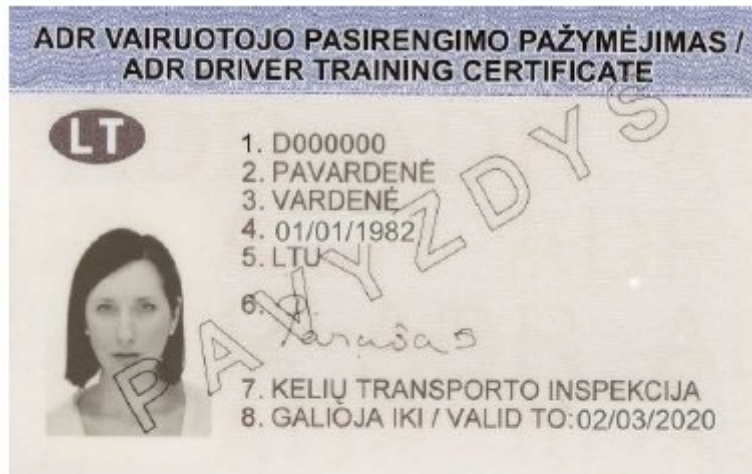 ADR VAIRUOTOJO PASIRENGIMO PAŽYMĖJIMAS /
ADR DRIVER TRAINING CERTIFICATE
LT
1. D000000
2. PAVARDENĖ
3. VARDENĖ
4. 01/01/1982
5. LTU
6. Parašas
7. KELIŲ TRANSPORTO INSPEKCIJA
8. GALIOJA IKI / VALID TO:02/03/2020
PAVYZDYS